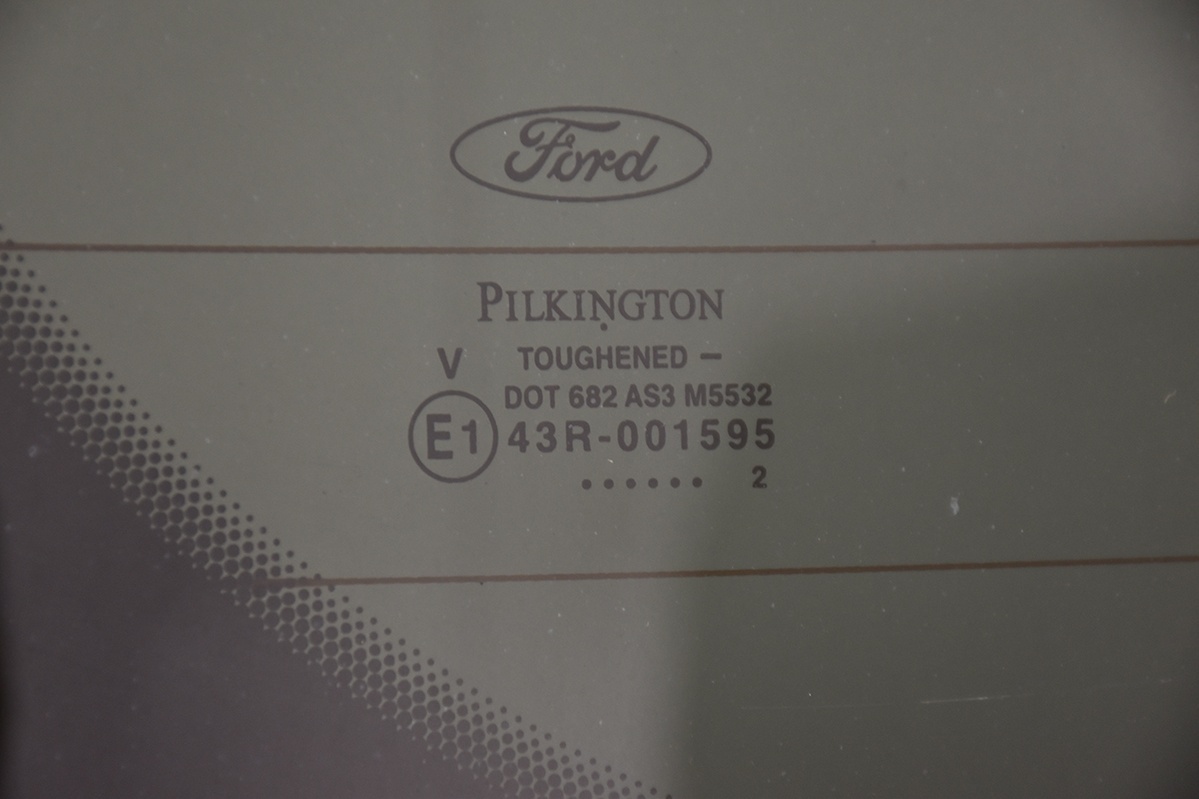 Ford
PILKINGTON
V TOUGHENED –
DOT 682 AS3 M5532
E1 43R-001595
. . . . . . 2